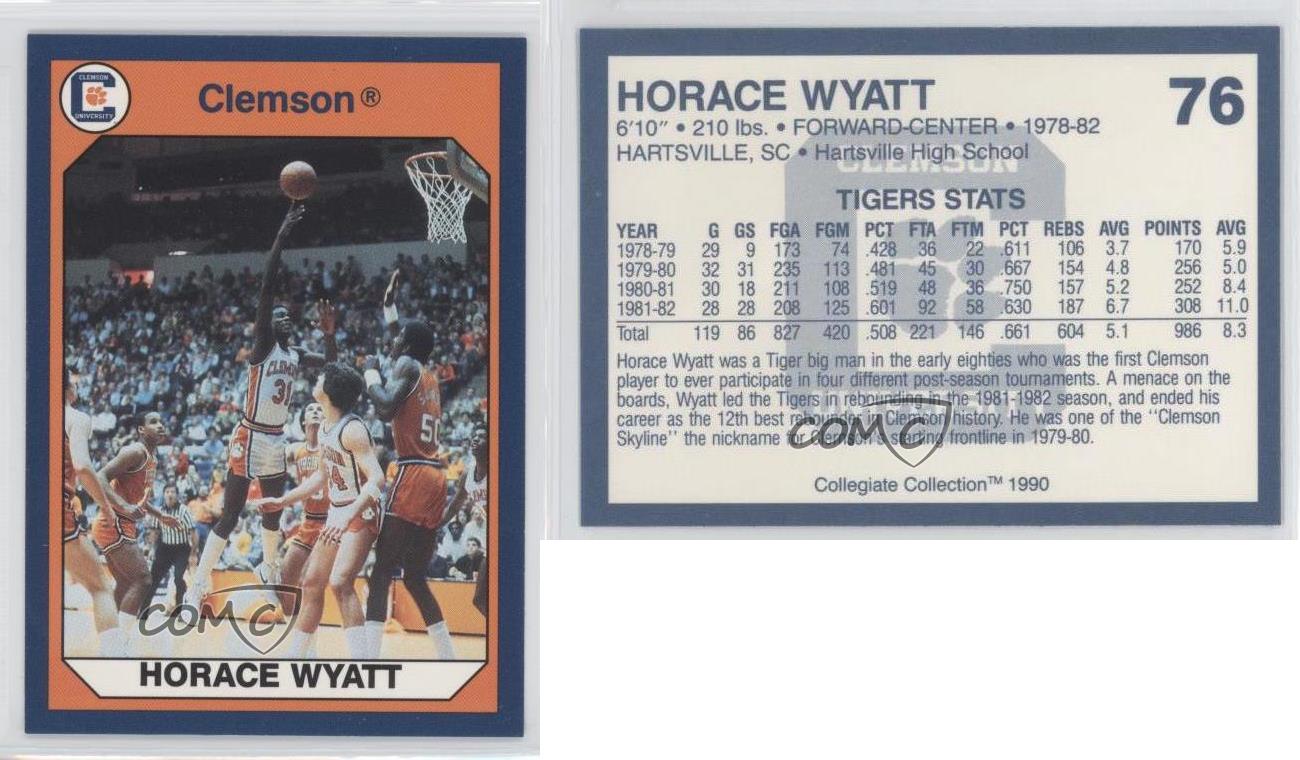 CLEMSON
UNIVERSITY
Clemson ®
31
50
COMC
HORACE WYATT
HORACE WYATT
76
6'10" • 210 lbs. • FORWARD-CENTER • 1978-82
HARTSVILLE, SC • Hartsville High School
CLEMSON
TIGERS STATS
YEAR G GS FGA FGM PCT FTA FTM PCT REBS AVG POINTS AVG
1978-79 29 9 173 74 .428 36 22 .611 106 3.7 170 5.9
1979-80 32 31 235 113 .481 45 30 .667 154 4.8 256 5.0
1980-81 30 18 211 108 .519 48 36 .750 157 5.2 252 8.4
1981-82 28 28 208 125 .601 92 58 .630 187 6.7 308 11.0
Total 119 86 827 420 .508 221 146 .661 604 5.1 986 8.3
Horace Wyatt was a Tiger big man in the early eighties who was the first Clemson
player to ever participate in four different post-season tournaments. A menace on the
boards, Wyatt led the Tigers in rebounding in the 1981-1982 season, and ended his
career as the 12th best rebounder in Clemson history. He was one of the "Clemson
Skyline" the nickname for Clemson's starting frontline in 1979-80.
COMC
Collegiate Collection™ 1990